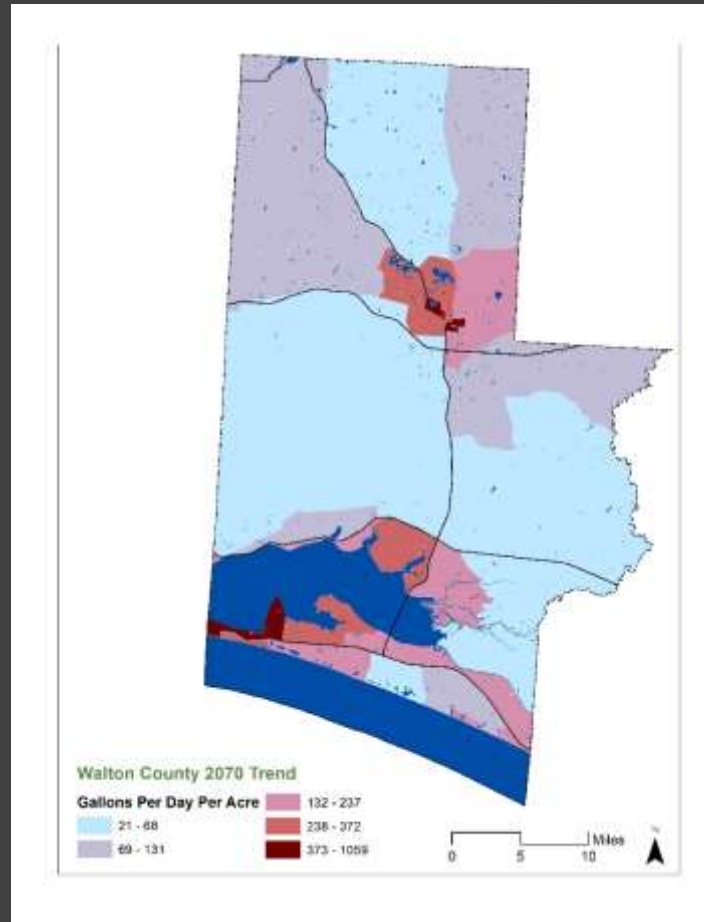 Walton County 2070 Trend
Gallons Per Day Per Acre
21 - 68
69 - 131
132 - 237
238 - 372
373 - 1059
Miles
0 5 10